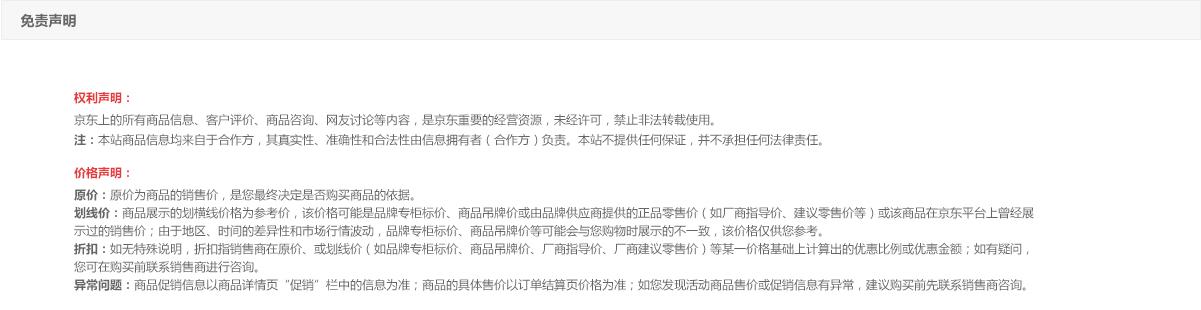 免责声明
权利声明：
京东上的所有商品信息、客户评价、商品咨询、网友讨论等内容，是京东重要的经营资源，未经许可，禁止非法转载使用。
注：本站商品信息均来自于合作方，其真实性、准确性和合法性由信息拥有者（合作方）负责。本站不提供任何保证，并不承担任何法律责任。
价格声明：
原价：原价为商品的销售价，是您最终决定是否购买商品的依据。
划线价：商品展示的划横线价格为参考价，该价格可能是品牌专柜标价、商品吊牌价或由品牌供应商提供的正品零售价（如厂商指导价、建议零售价等）或该商品在京东平台上曾经展
示过的销售价；由于地区、时间的差异性和市场行情波动，品牌专柜标价、商品吊牌价等可能会与您购物时展示的不一致，该价格仅供您参考。
折扣：如无特殊说明，折扣指销售商在原价、或划线价（如品牌专柜标价、商品吊牌价、厂商指导价、厂商建议零售价）等某一价格基础上计算出的优惠比例或优惠金额；如有疑问，
您可在购买前联系销售商进行咨询。
异常问题：商品促销信息以商品详情页“促销”栏中的信息为准；商品的具体售价以订单结算页价格为准；如您发现活动商品售价或促销信息有异常，建议购买前先联系销售商咨询。